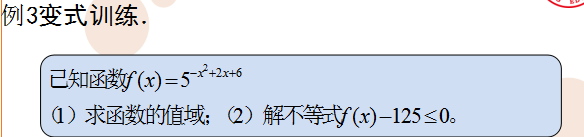 例3变式训练.
已知函数f(x)=5^{-x^2+2x+6}
(1)求函数的值域;(2)解不等式f(x)-125≤0。